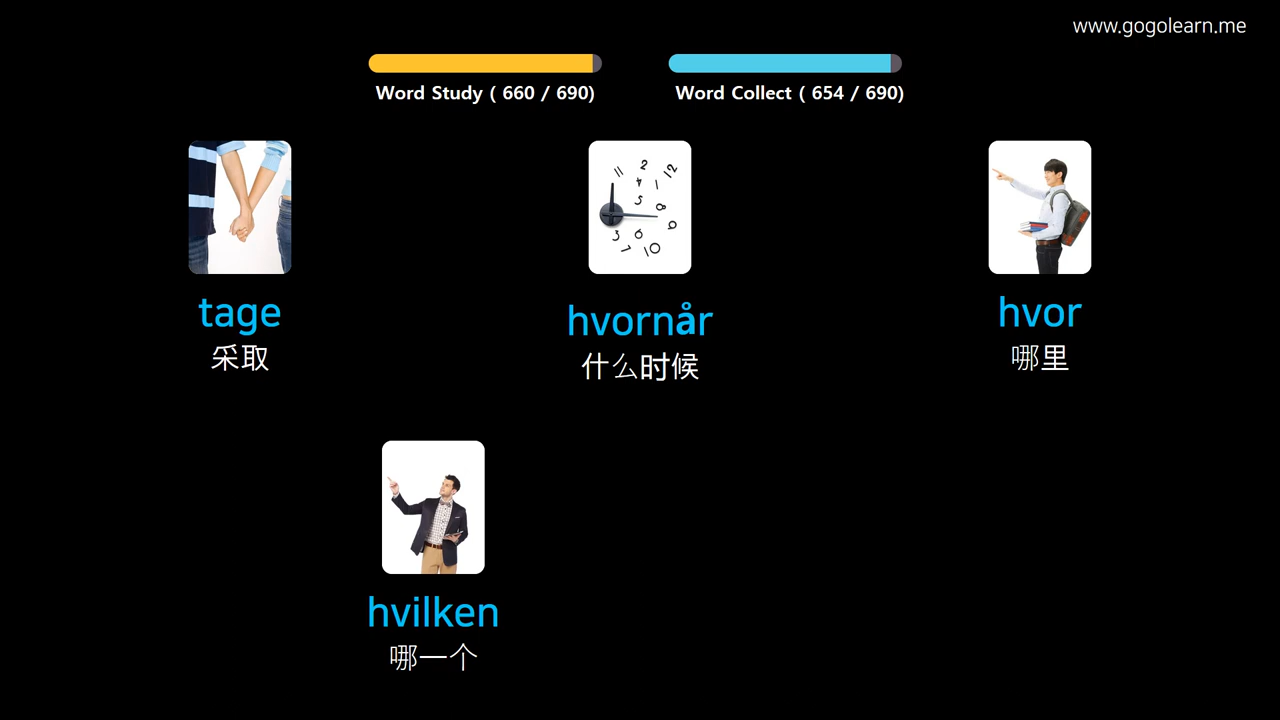 www.gogolearn.me
Word Study ( 660 / 690)
Word Collect ( 654 / 690)
tage
采取
hvornår
什么时候
hvor
哪里
hvilken
哪一个